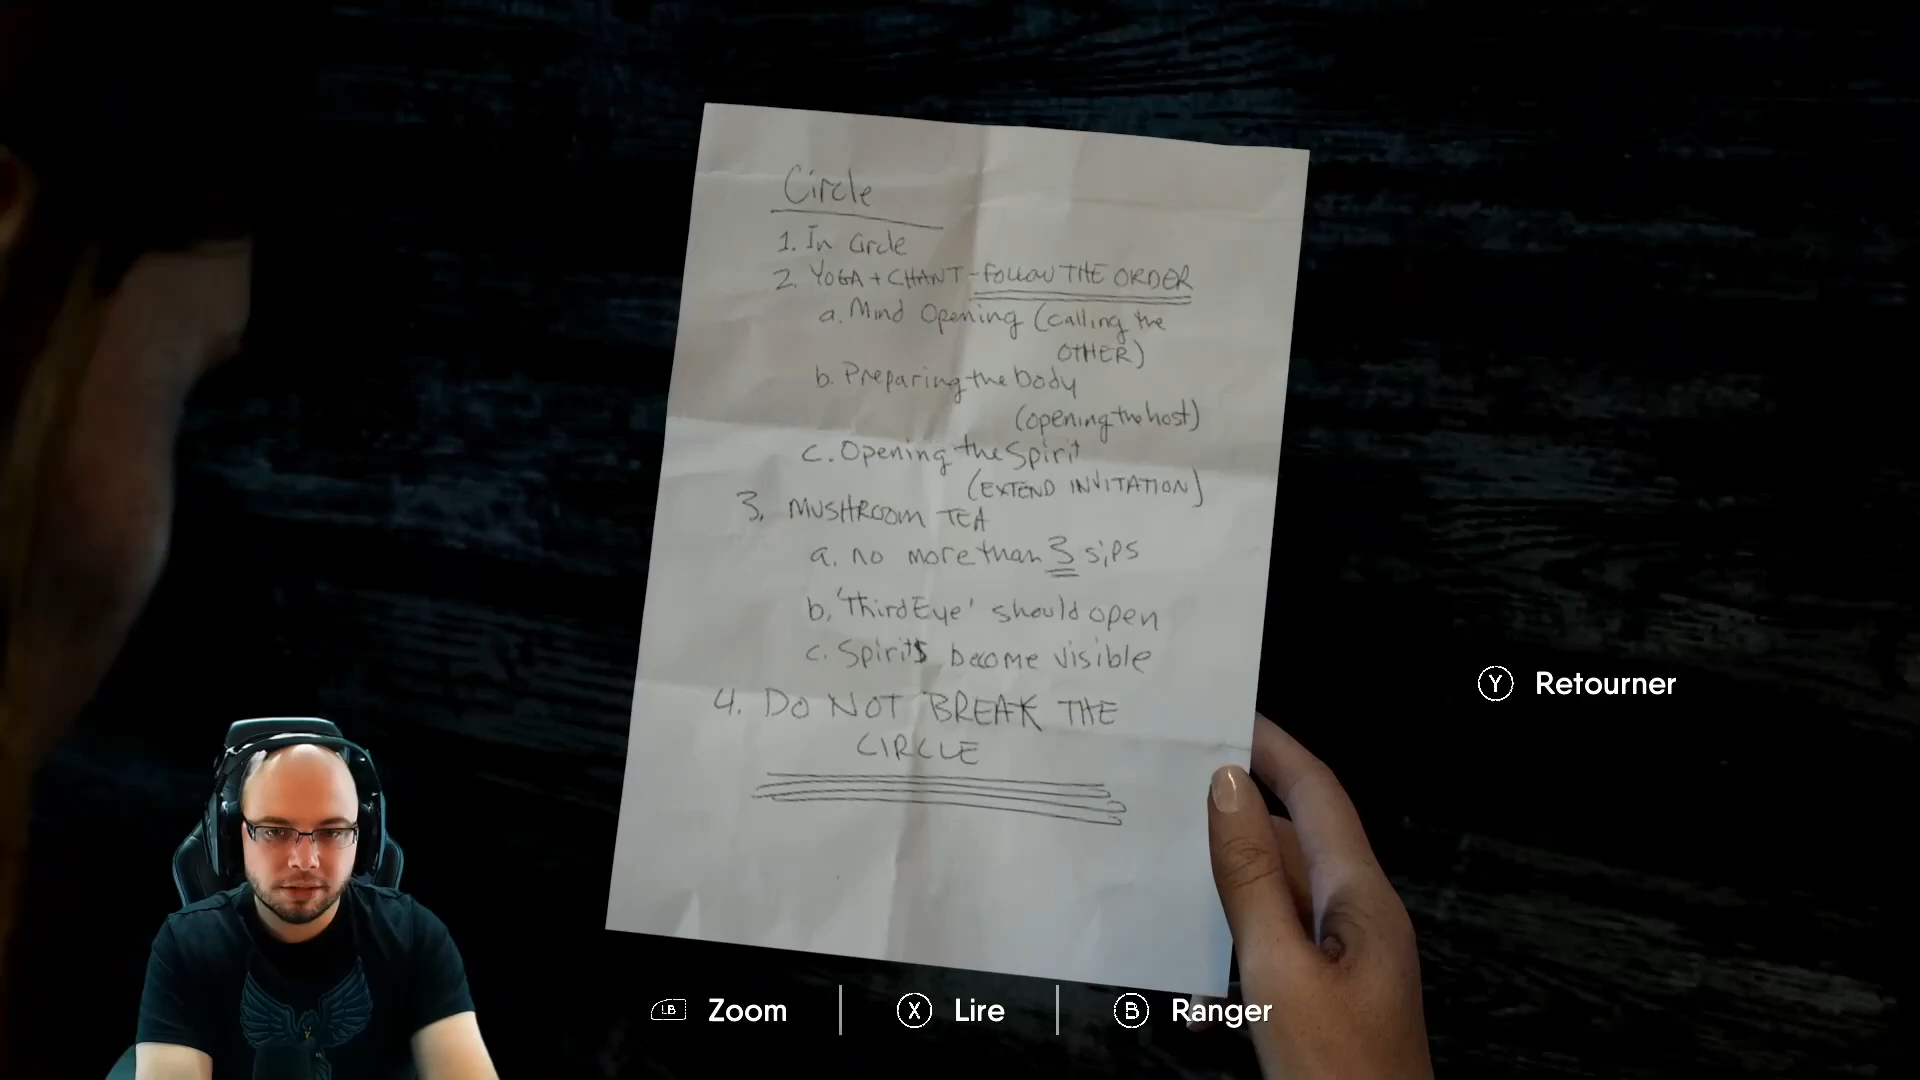 Circle
1. In Circle
2. YOGA + CHANT - FOLLOW THE ORDER
a. Mind Opening (calling the
OTHER)
b. Preparing the body
(opening the host)
c. Opening the Spirit
(EXTEND INVITATION)
3. MUSHROOM TEA
a. no more than 3 sips
b. 'Third Eye' should open
c. Spirits become visible
4. DO NOT BREAK THE
CIRCLE
Y Retourner
LB Zoom | X Lire | B Ranger